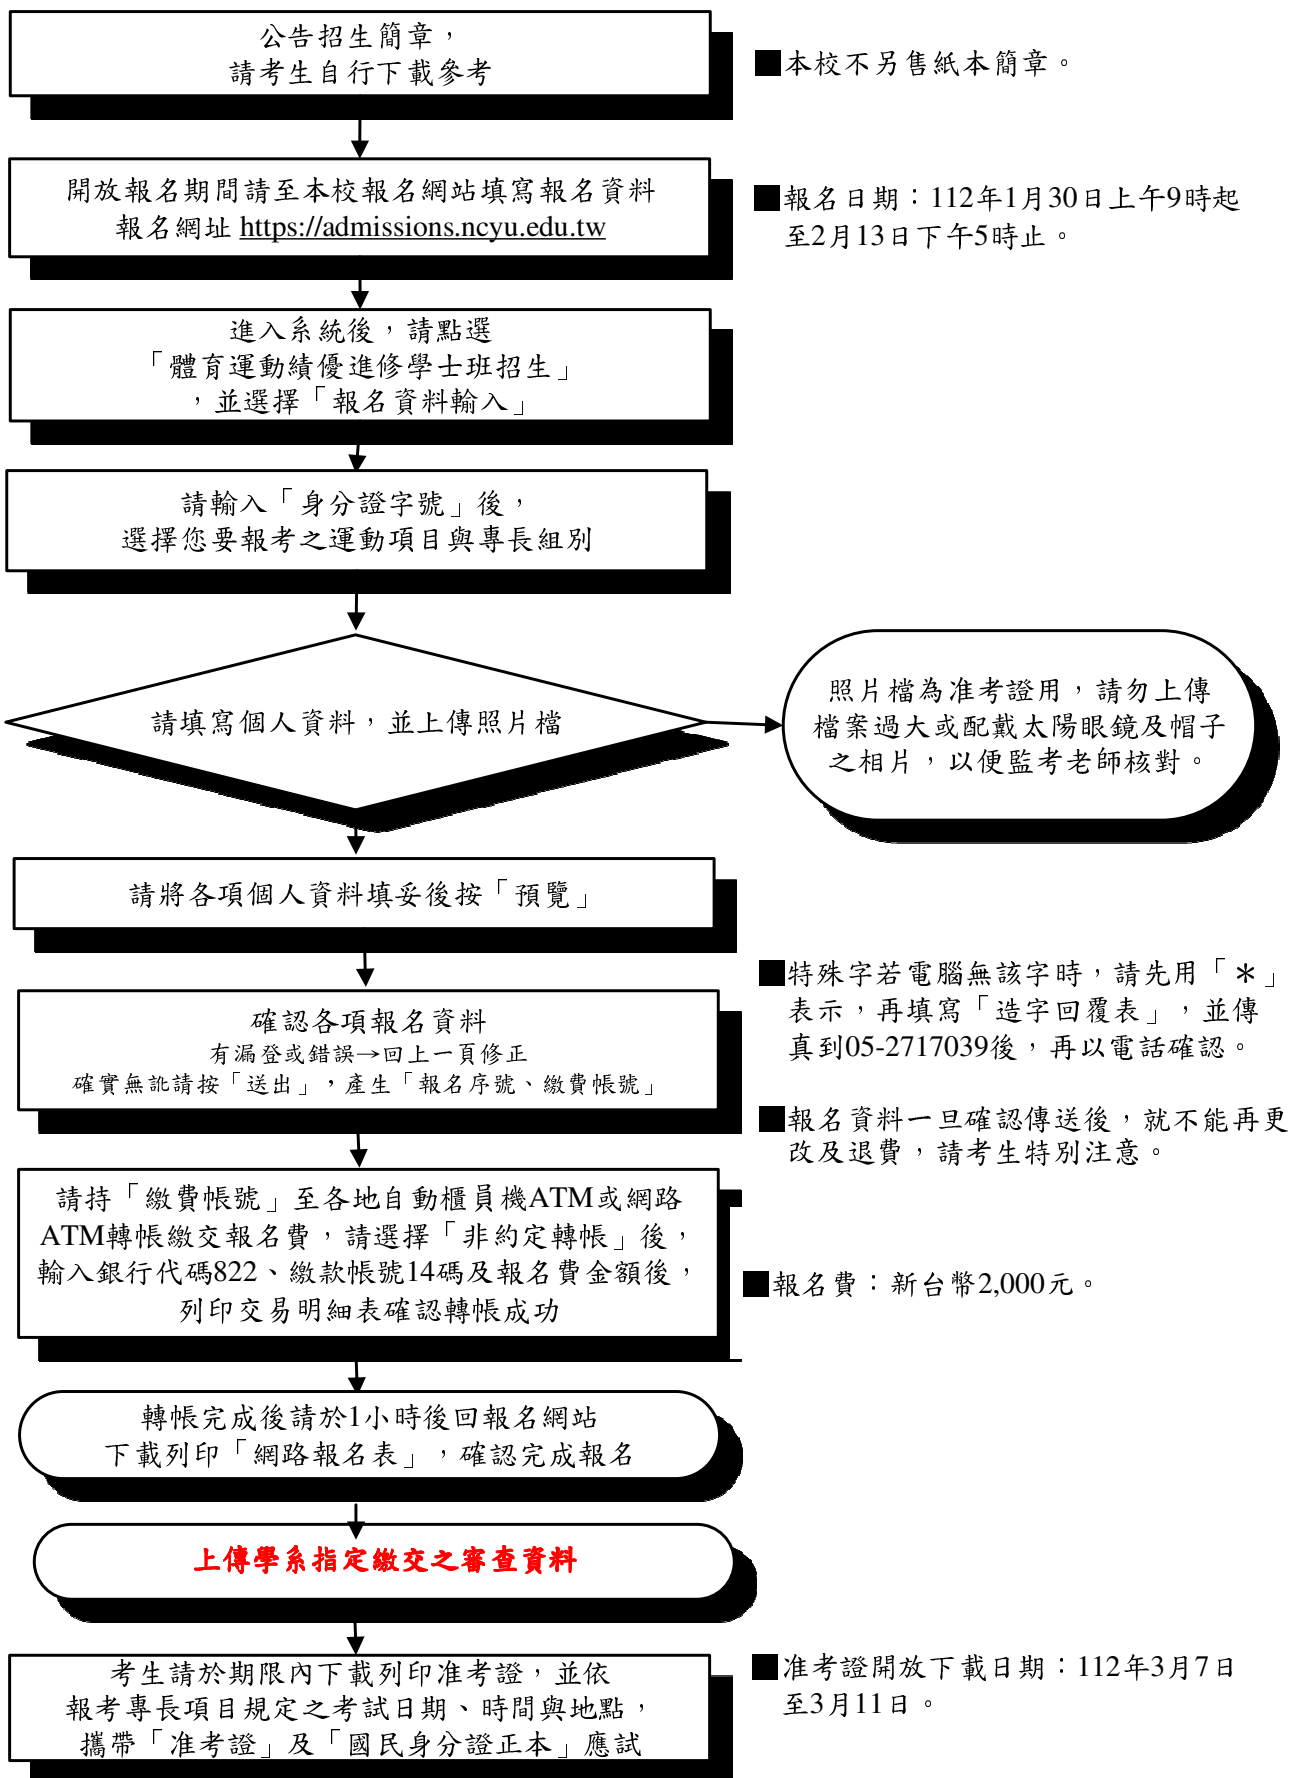 公告招生簡章，
請考生自行下載參考
■本校不另售紙本簡章。
開放報名期間請至本校報名網站填寫報名資料
報名網址 https://admissions.ncyu.edu.tw
■報名日期：112年1月30日上午9時起
至2月13日下午5時止。
進入系統後，請點選
「體育運動績優進修學士班招生」
，並選擇「報名資料輸入」
請輸入「身分證字號」後，
選擇您要報考之運動項目與專長組別
請填寫個人資料，並上傳照片檔
照片檔為准考證用，請勿上傳
檔案過大或配戴太陽眼鏡及帽子
之相片，以便監考老師核對。
請將各項個人資料填妥後按「預覽」
■特殊字若電腦無該字時，請先用「＊」
表示，再填寫「造字回覆表」，並傳
真到05-2717039後，再以電話確認。
確認各項報名資料
有漏登或錯誤→回上一頁修正
確實無訛請按「送出」，產生「報名序號、繳費帳號」
■報名資料一旦確認傳送後，就不能再更
改及退費，請考生特別注意。
請持「繳費帳號」至各地自動櫃員機ATM或網路
ATM轉帳繳交報名費，請選擇「非約定轉帳」後，
輸入銀行代碼822、繳款帳號14碼及報名費金額後，
列印交易明細表確認轉帳成功
■報名費：新台幣2,000元。
轉帳完成後請於1小時後回報名網站
下載列印「網路報名表」，確認完成報名
上傳學系指定繳交之審查資料
考生請於期限內下載列印准考證，並依
報考專長項目規定之考試日期、時間與地點，
攜帶「准考證」及「國民身分證正本」應試
■准考證開放下載日期：112年3月7日
至3月11日。